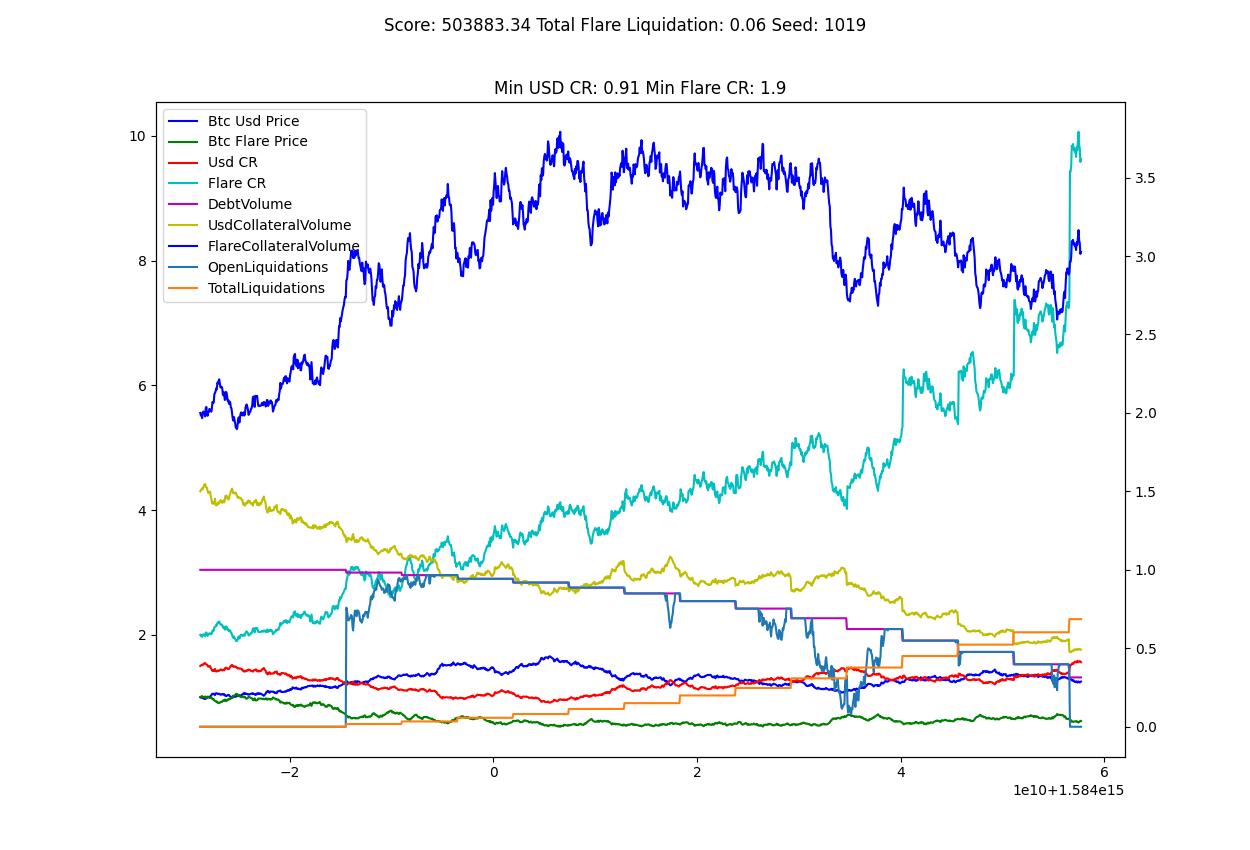 Score: 503883.34 Total Flare Liquidation: 0.06 Seed: 1019
Min USD CR: 0.91 Min Flare CR: 1.9
Btc Usd Price
Btc Flare Price
Usd CR
Flare CR
DebtVolume
UsdCollateralVolume
FlareCollateralVolume
OpenLiquidations
TotalLiquidations
10
8
6
4
2
3.5
3.0
2.5
2.0
1.5
1.0
0.5
0.0
−2
0
2
4
6
1e10+1.584e15